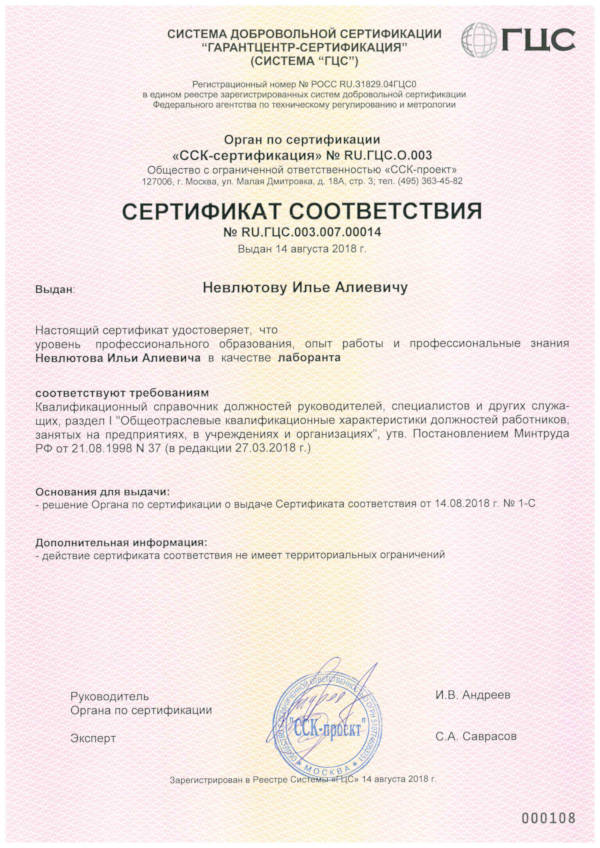 СИСТЕМА ДОБРОВОЛЬНОЙ СЕРТИФИКАЦИИ
"ГАРАНТЦЕНТР-СЕРТИФИКАЦИЯ"
(СИСТЕМА "ГЦС")
ГЦС
Регистрационный номер № РОСС RU.31829.04ГЦС0
в едином реестре зарегистрированных систем добровольной сертификации
Федерального агентства по техническому регулированию и метрологии
Орган по сертификации
«ССК-сертификация» № RU.ГЦС.О.003
Общество с ограниченной ответственностью «ССК-проект»
127006, г. Москва, ул. Малая Дмитровка, д. 18А, стр. 3; тел. (495) 363-45-82
СЕРТИФИКАТ СООТВЕТСТВИЯ
№ RU.ГЦС.003.007.00014
Выдан 14 августа 2018 г.
Выдан: Невлютову Илье Алиевичу
Настоящий сертификат удостоверяет, что
уровень профессионального образования, опыт работы и профессиональные знания
Невлютова Ильи Алиевича в качестве лаборанта
соответствуют требованиям
Квалификационный справочник должностей руководителей, специалистов и других служа-
щих, раздел I "Общеотраслевые квалификационные характеристики должностей работников,
занятых на предприятиях, в учреждениях и организациях", утв. Постановлением Минтруда
РФ от 21.08.1998 N 37 (в редакции 27.03.2018 г.)
Основания для выдачи:
- решение Органа по сертификации о выдаче Сертификата соответствия от 14.08.2018 г. № 1-С
Дополнительная информация:
- действие сертификата соответствия не имеет территориальных ограничений
Руководитель
Органа по сертификации
И.В. Андреев
Эксперт
С.А. Саврасов
"ССК-проект"
МОСКВА
Зарегистрирован в Реестре Системы «ГЦС» 14 августа 2018 г.
000108